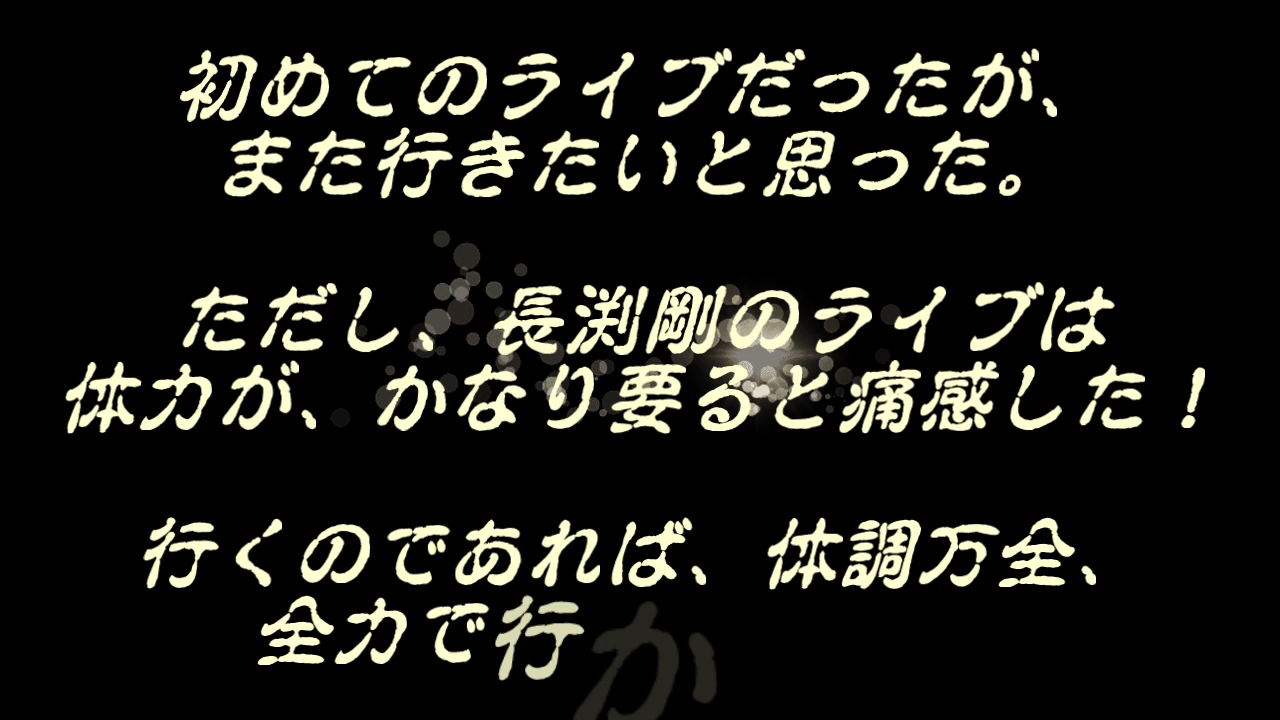 初めてのライブだったが、
また行きたいと思った。
ただし、長渕剛のライブは
体力が、かなり要ると痛感した！
行くのであれば、体調万全、
全力で行か